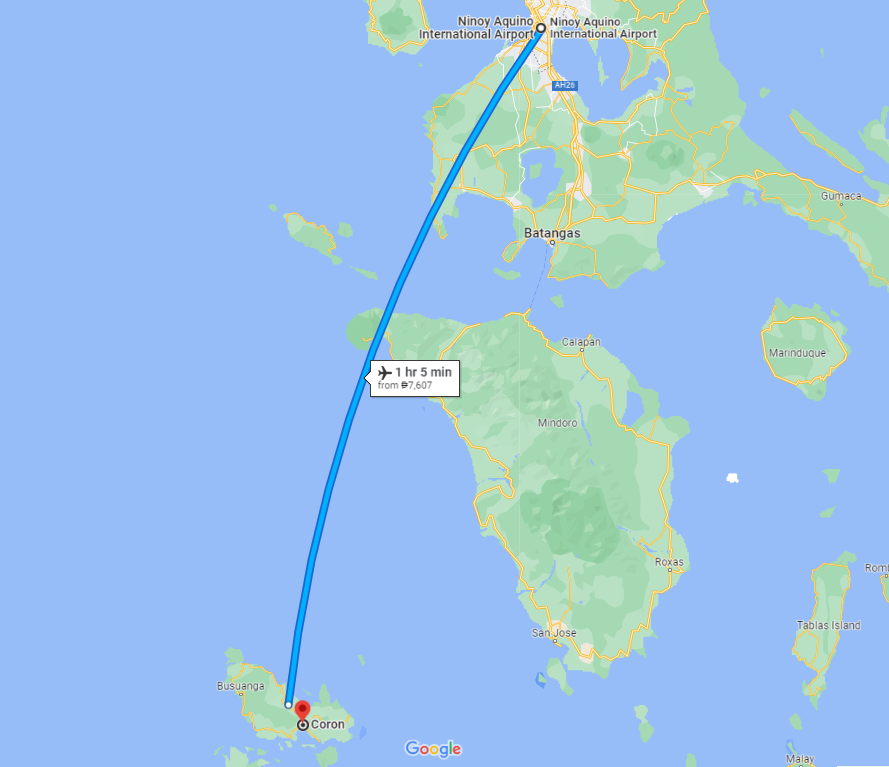 Ninoy Aquino
International Airport
Ninoy Aquino
International Airport
AH26
Gumaca
Batangas
Calapan
Marinduque
1 hr 5 min
from ₱7,607
Mindoro
Roxas
Tablas Island
San Jose
Busuanga
Coron
Google
Malay